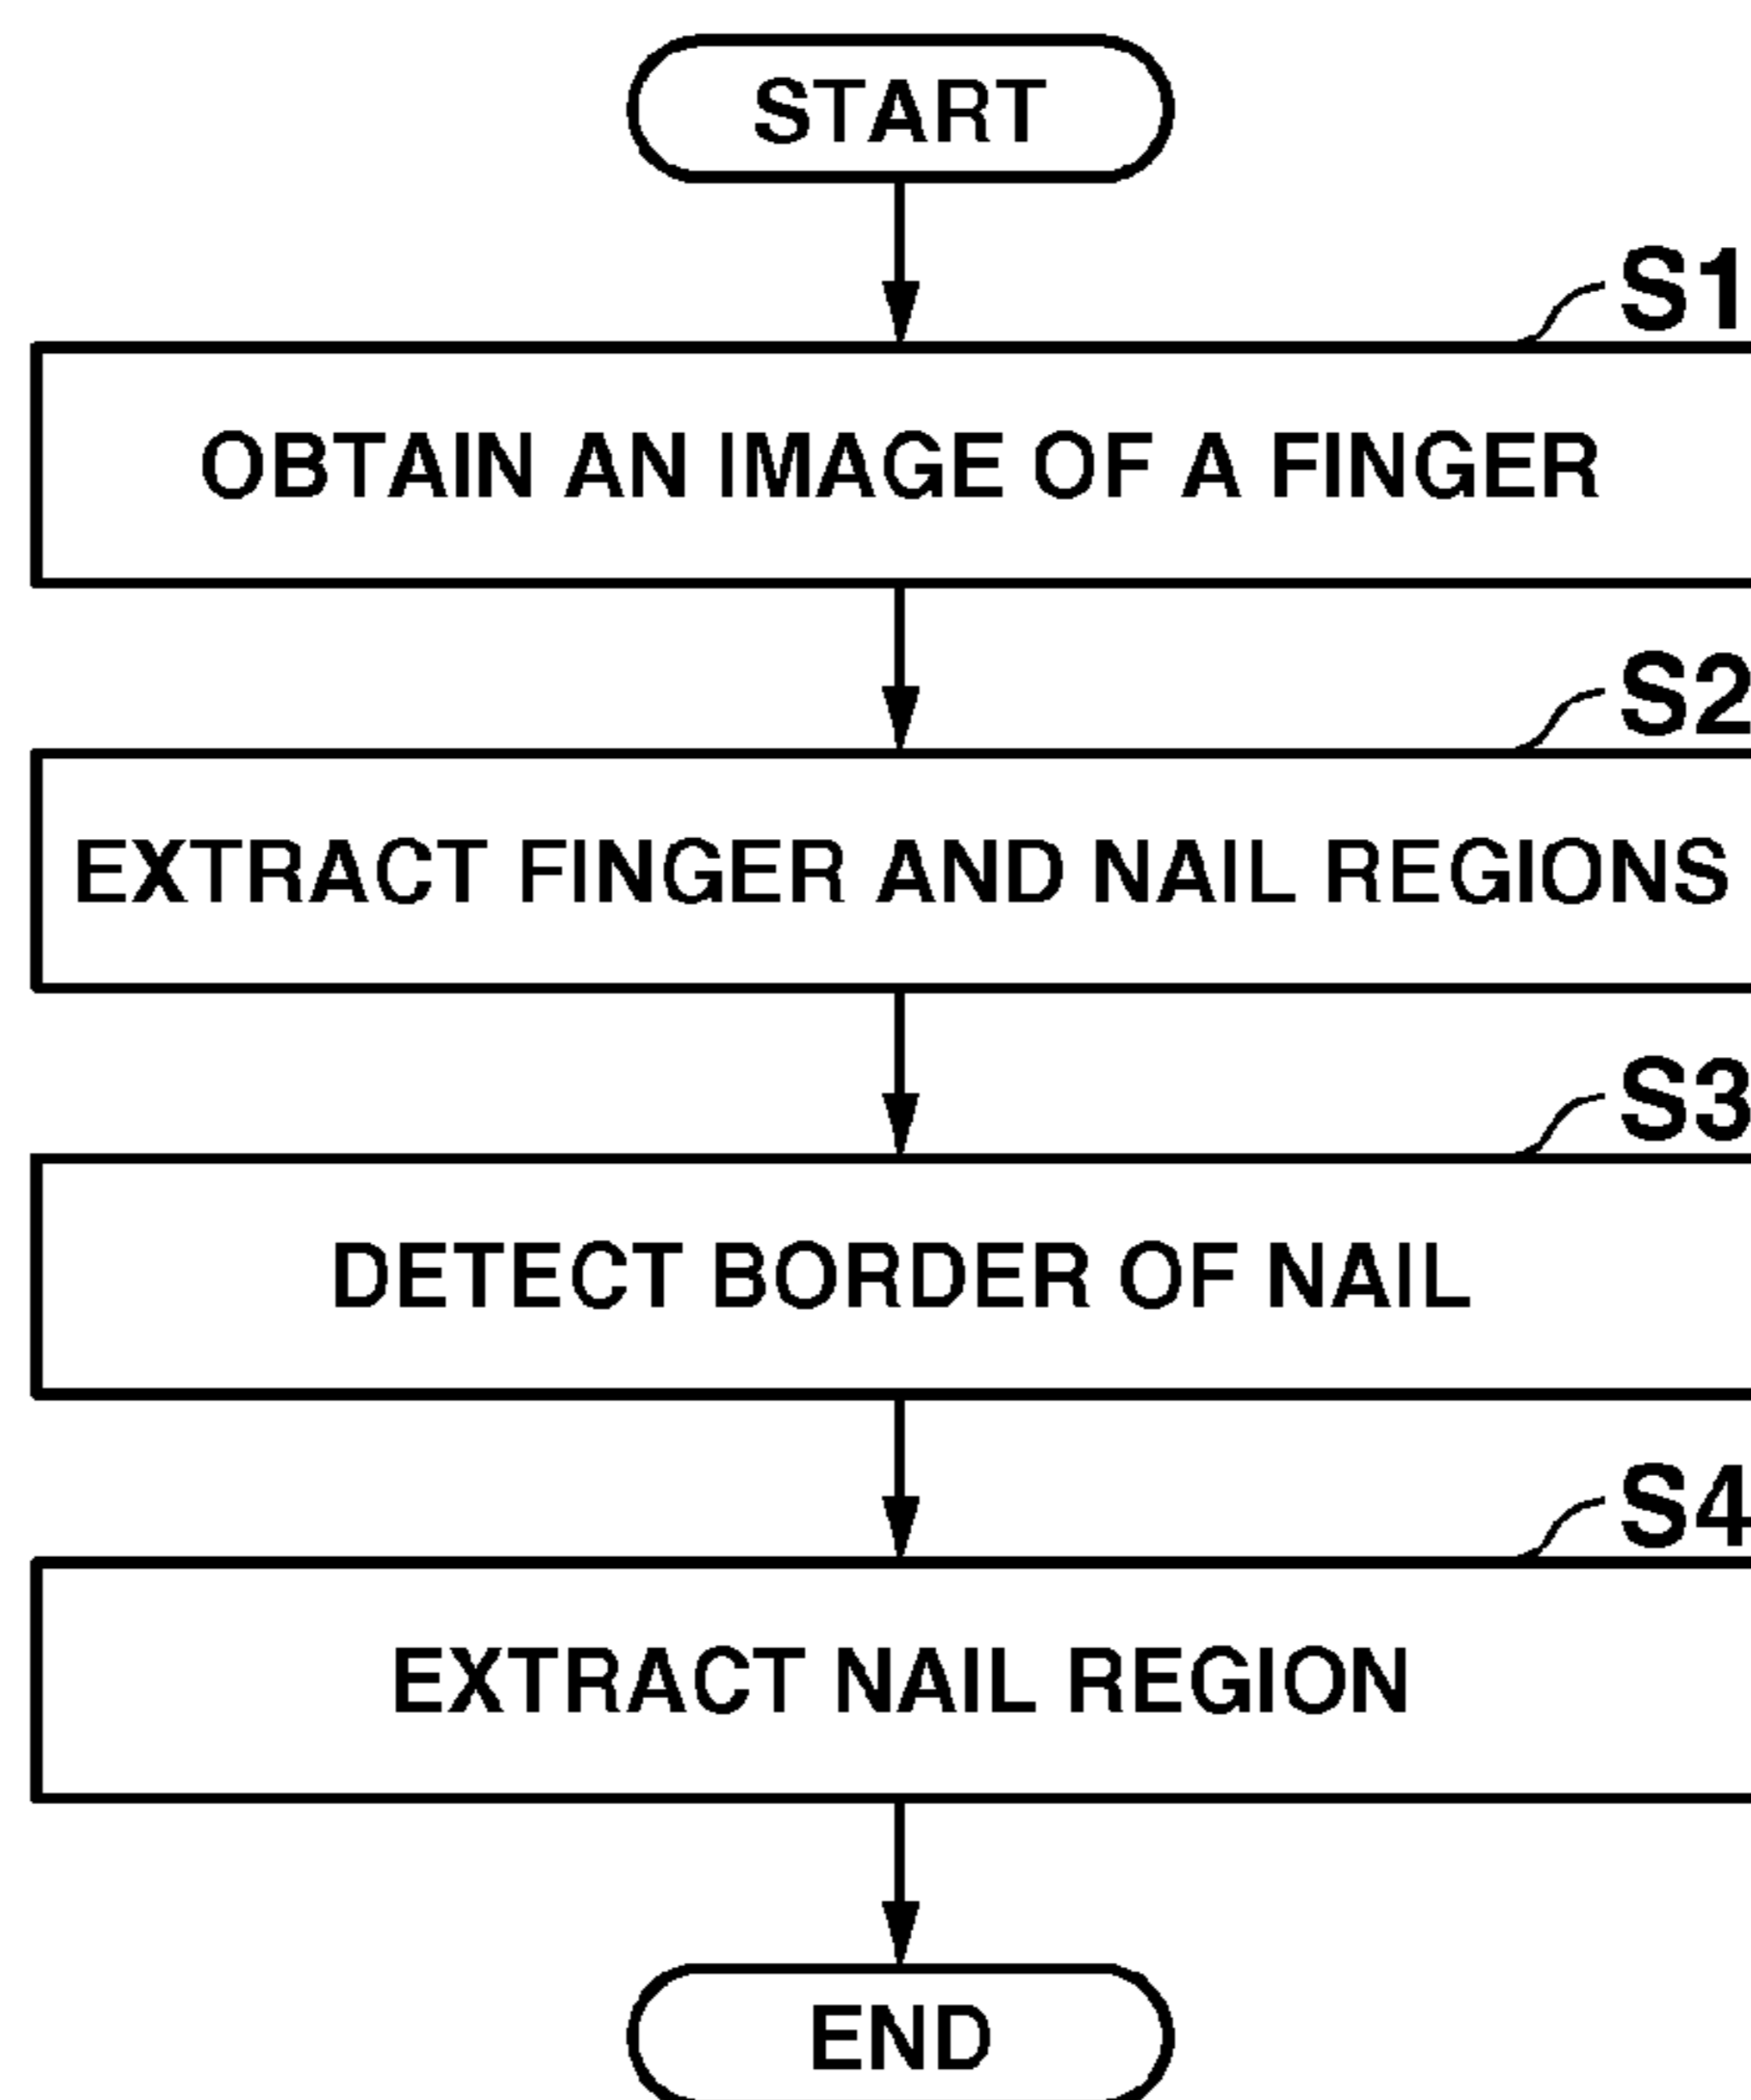 START
S1
OBTAIN AN IMAGE OF A FINGER
S2
EXTRACT FINGER AND NAIL REGIONS
S3
DETECT BORDER OF NAIL
S4
EXTRACT NAIL REGION
END